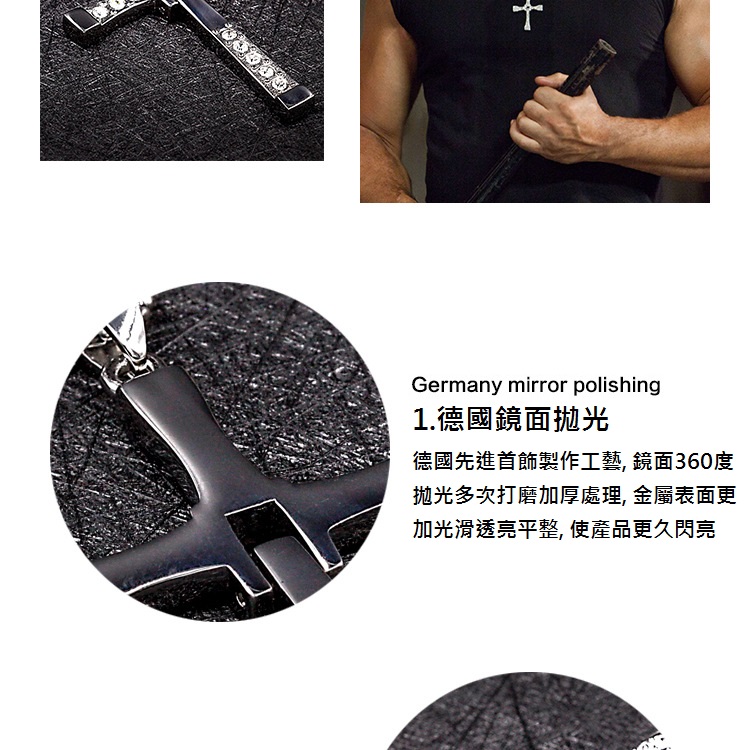 Germany mirror polishing
1.德國鏡面拋光
德國先進首飾製作工藝, 鏡面360度
拋光多次打磨加厚處理, 金屬表面更
加光滑透亮平整, 使產品更久閃亮